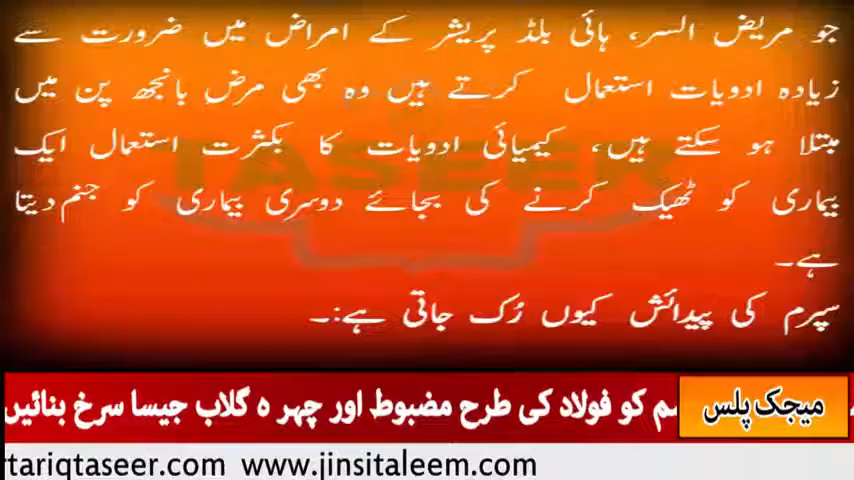 جو مریض السر، ہائی بلڈ پریشر کے امراض میں ضرورت سے
زیادہ ادویات استعمال کرتے ہیں وہ بھی مرضِ بانجھ پن میں
مبتلا ہو سکتے ہیں، کیمیائی ادویات کا بکثرت استعمال ایک
بیماری کو ٹھیک کرنے کی بجائے دوسری بیماری کو جنم دیتا
ہے۔
سپرم کی پیدائش کیوں رُک جاتی ہے:۔
TASEER
میجک پلس
کو فولاد کی طرح مضبوط اور چہر ہ گلاب جیسا سرخ بنائیں
rtariqtaseer.com www.jinsitaleem.com